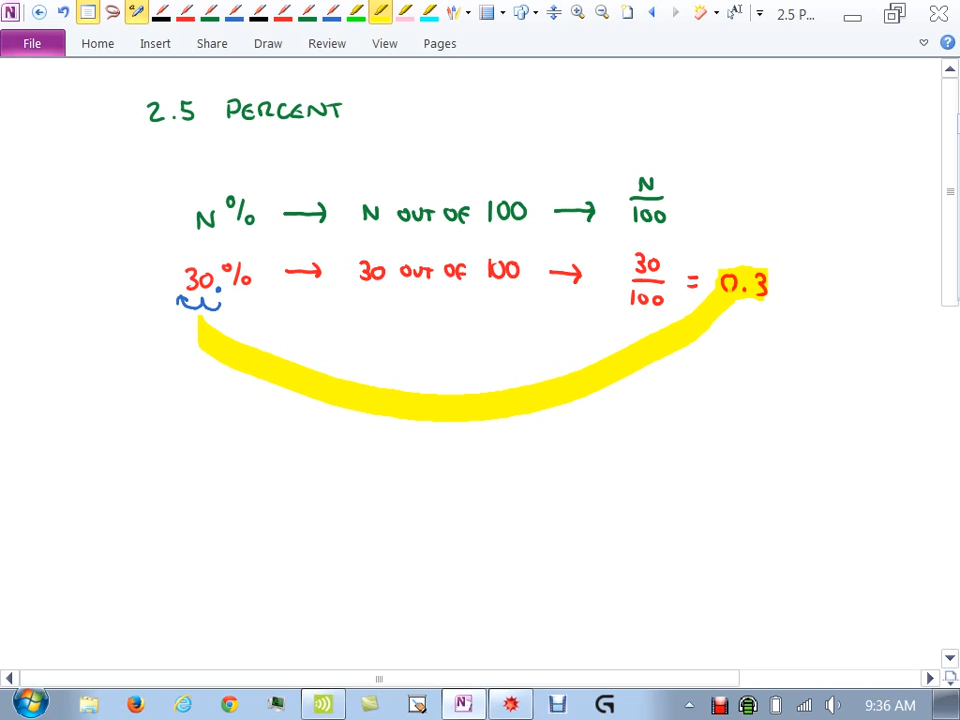 2.5 P...
File Home Insert Share Draw Review View Pages
2.5 PERCENT
N% → N OUT OF 100 → N/100
30.% → 30 OUT OF 100 → 30/100 = 0.3
9:36 AM